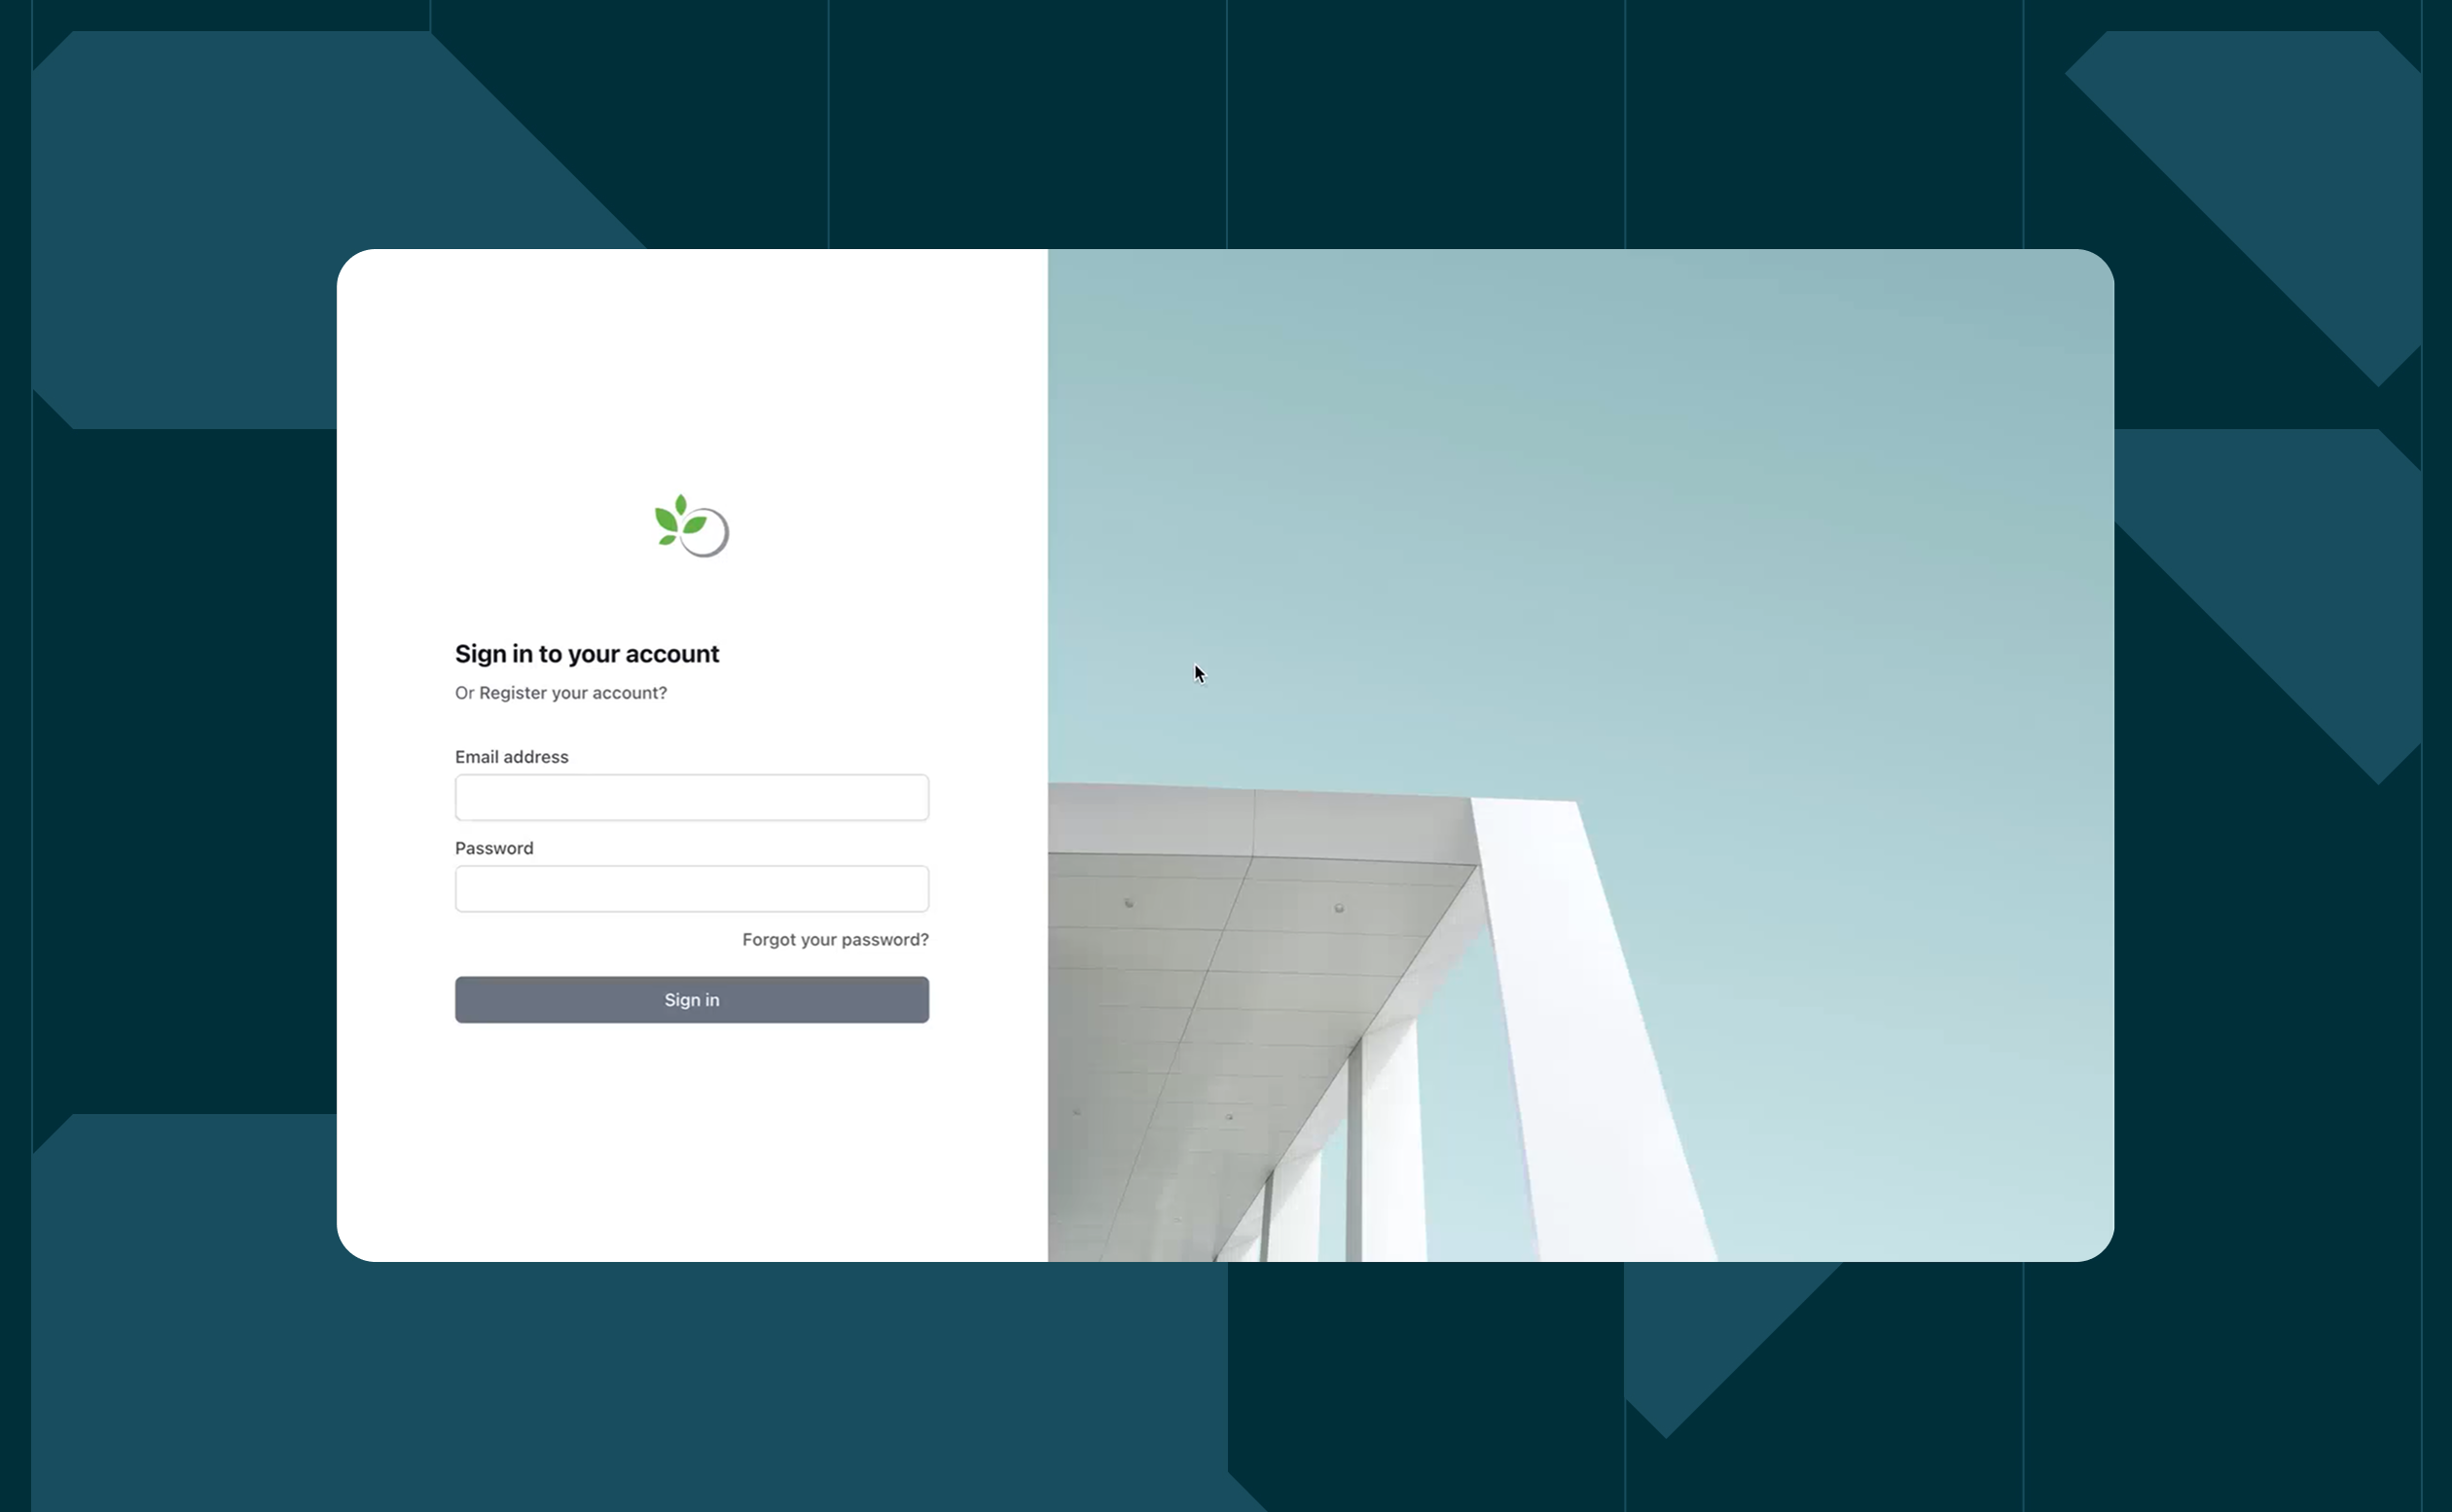 Sign in to your account
Or Register your account?
Email address
Password
Forgot your password?
Sign in